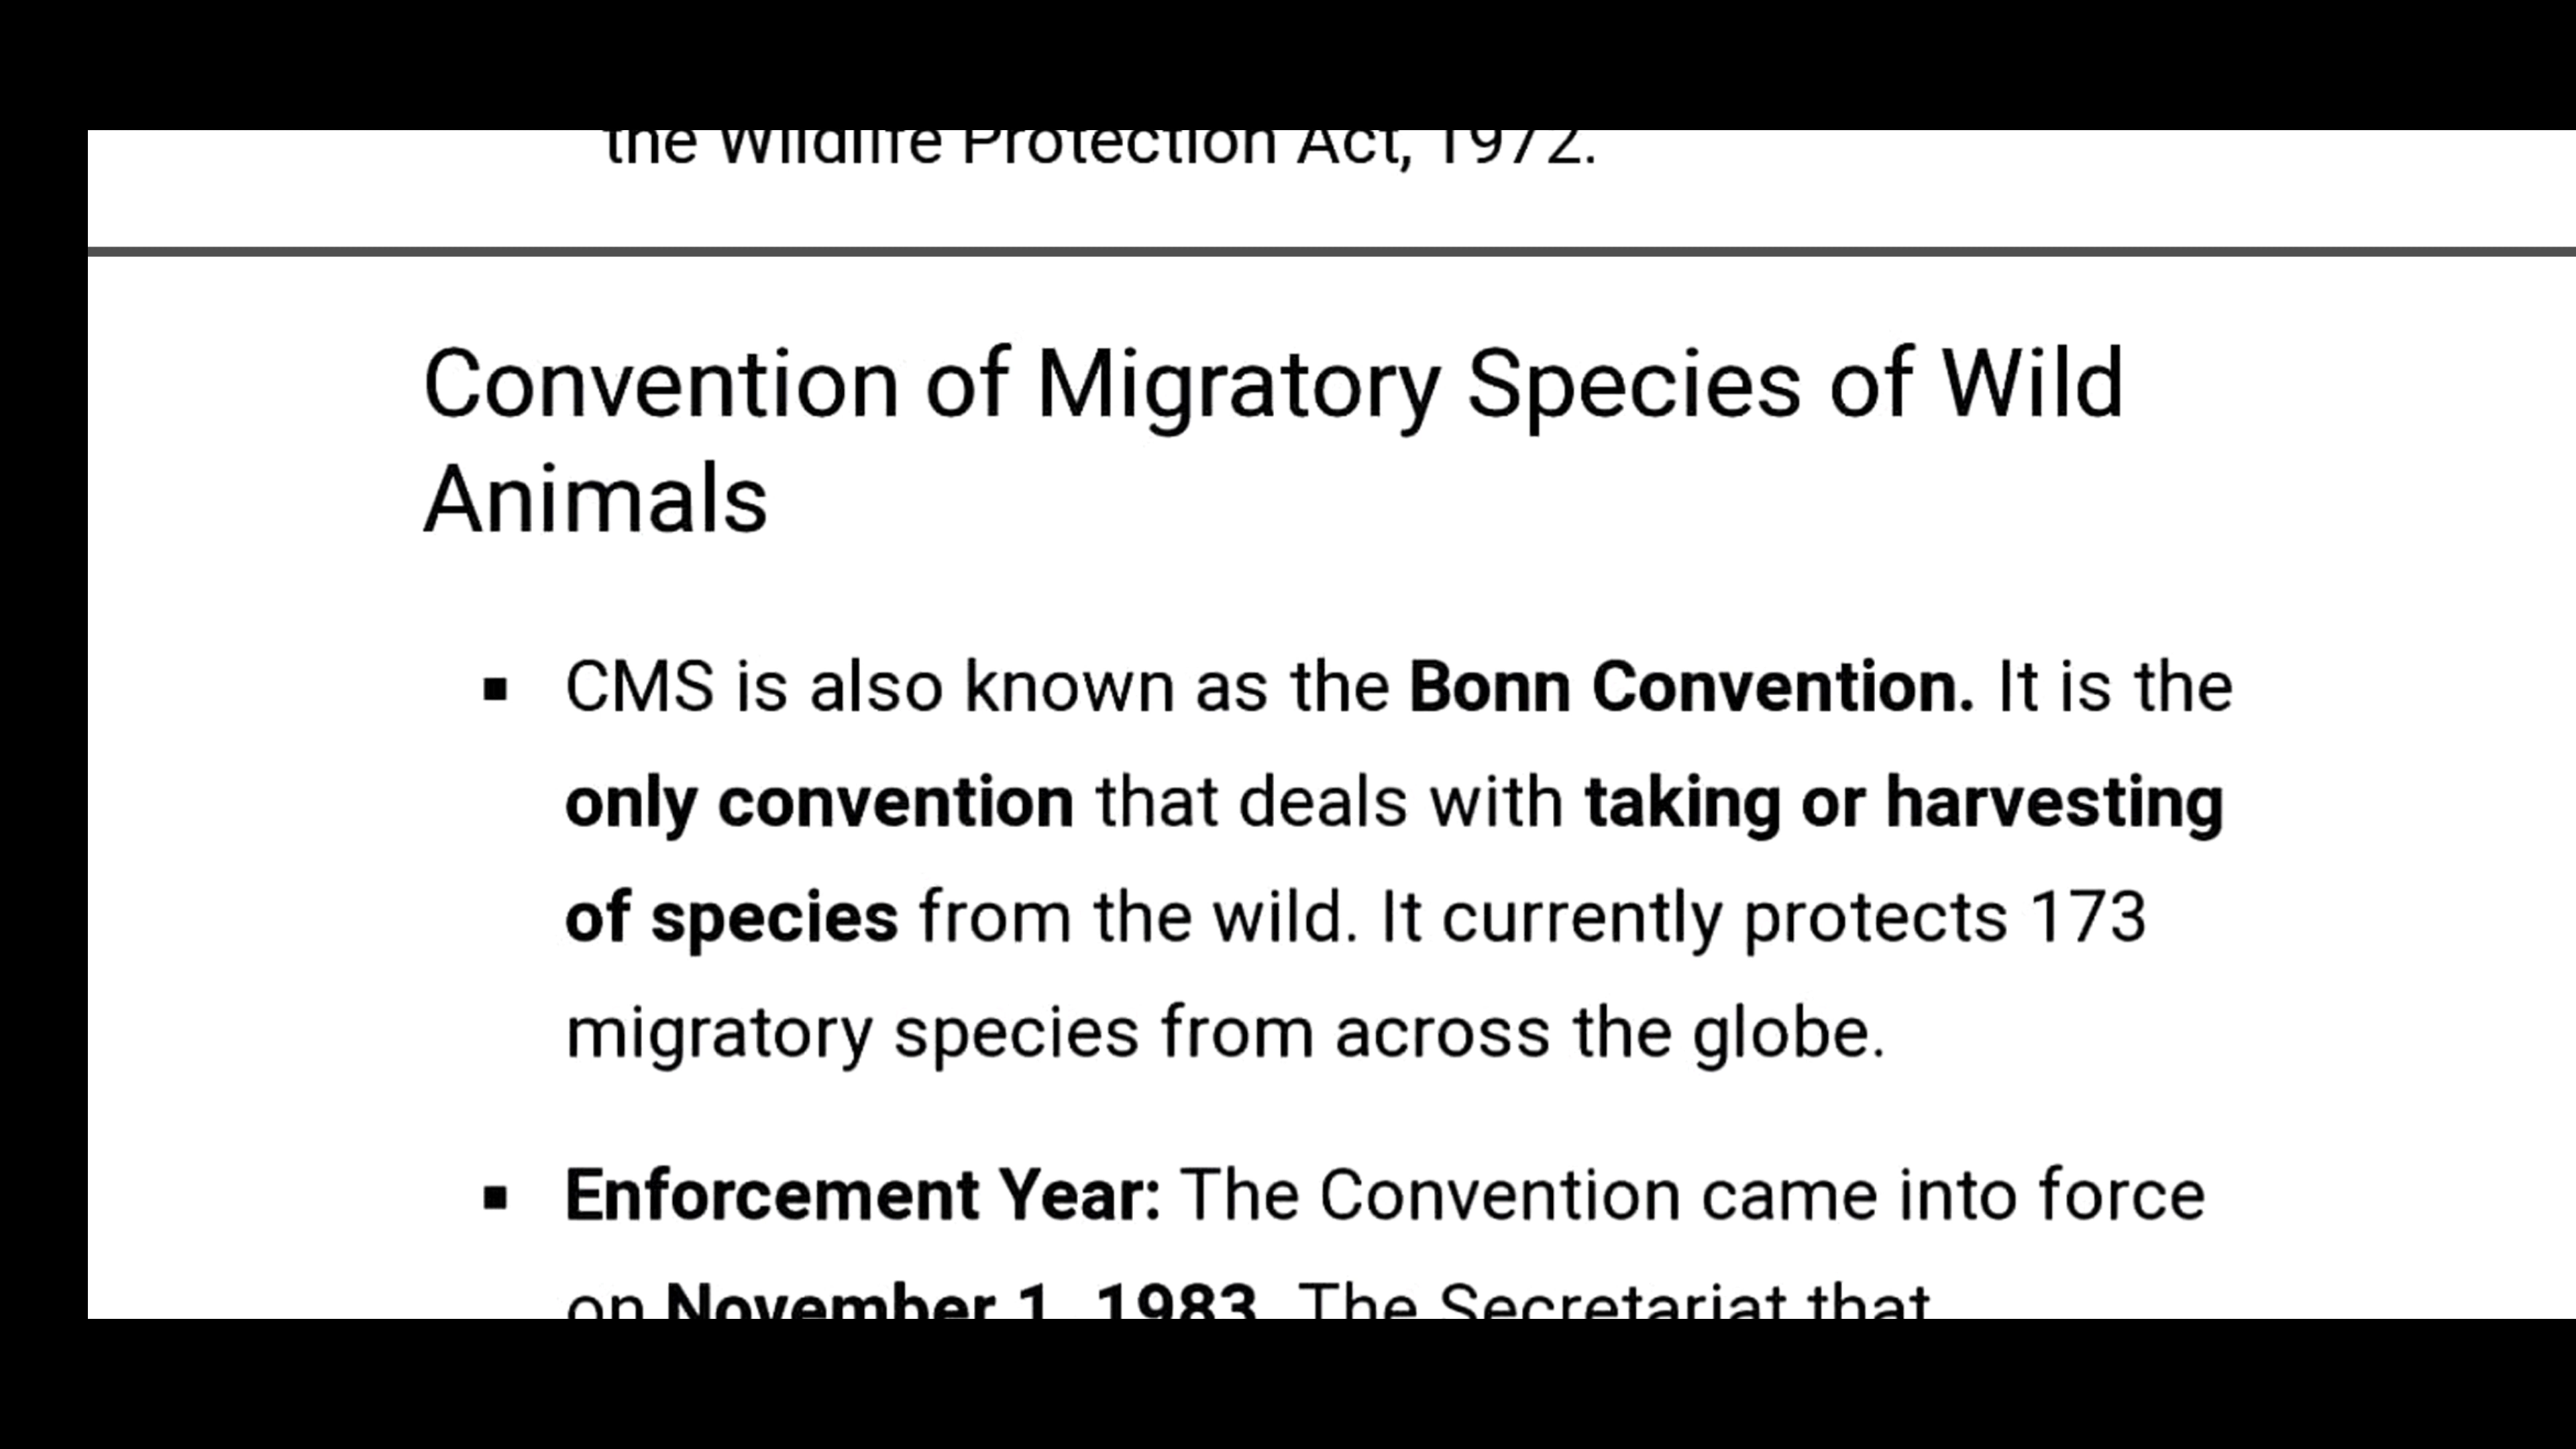 the Wildlife Protection Act, 1972.
Convention of Migratory Species of Wild
Animals
▪ CMS is also known as the Bonn Convention. It is the
only convention that deals with taking or harvesting
of species from the wild. It currently protects 173
migratory species from across the globe.
▪ Enforcement Year: The Convention came into force
on November 1, 1983. The Secretariat that